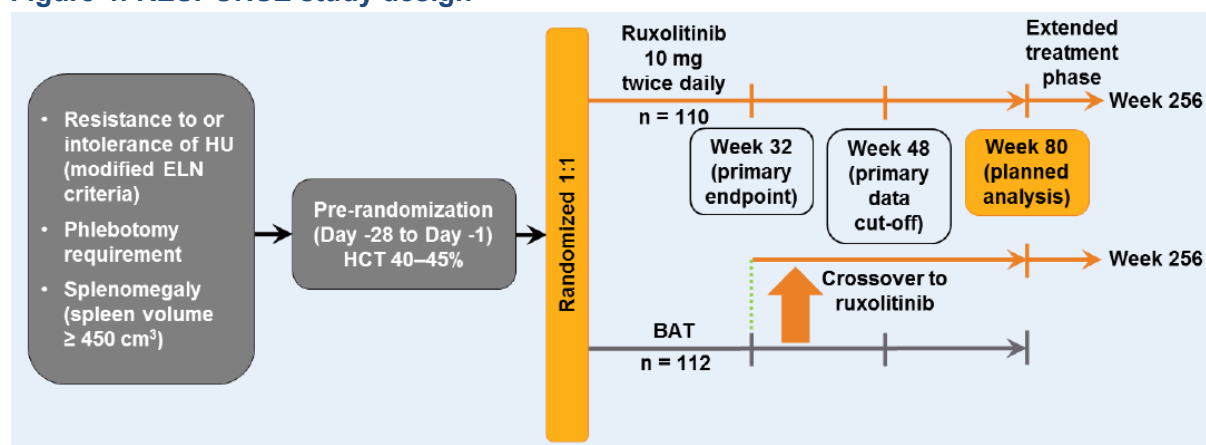 • Resistance to or
intolerance of HU
(modified ELN
criteria)
• Phlebotomy
requirement
• Splenomegaly
(spleen volume
≥ 450 cm³)
Pre-randomization
(Day -28 to Day -1)
HCT 40–45%
Randomized 1:1
Ruxolitinib
10 mg
twice daily
n = 110
Extended
treatment
phase
Week 256
Week 32
(primary
endpoint)
Week 48
(primary
data
cut-off)
Week 80
(planned
analysis)
Week 256
Crossover to
ruxolitinib
BAT
n = 112